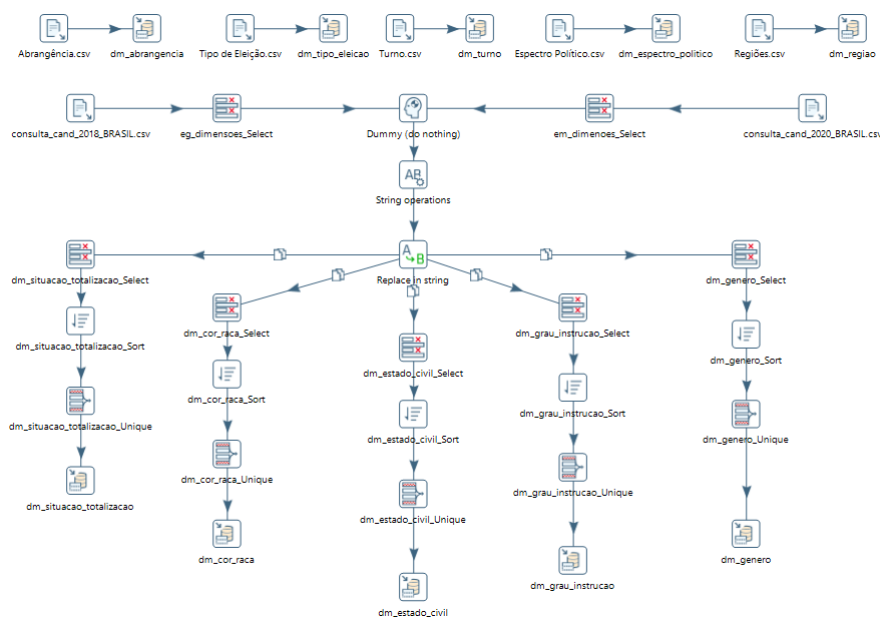 Abrangência.csv
dm_abrangencia
Tipo de Eleição.csv
dm_tipo_eleicao
Turno.csv
dm_turno
Espectro Político.csv
dm_espectro_politico
Regiões.csv
dm_regiao
consulta_cand_2018_BRASIL.csv
eg_dimensoes_Select
Dummy (do nothing)
em_dimenoes_Select
consulta_cand_2020_BRASIL.csv
AB
String operations
A
B
Replace in string
dm_situacao_totalizacao_Select
dm_genero_Select
dm_cor_raca_Select
dm_grau_instrucao_Select
dm_situacao_totalizacao_Sort
dm_genero_Sort
dm_estado_civil_Select
dm_cor_raca_Sort
dm_grau_instrucao_Sort
dm_situacao_totalizacao_Unique
dm_estado_civil_Sort
dm_genero_Unique
dm_cor_raca_Unique
dm_grau_instrucao_Unique
dm_situacao_totalizacao
dm_estado_civil_Unique
dm_cor_raca
dm_genero
dm_grau_instrucao
dm_estado_civil